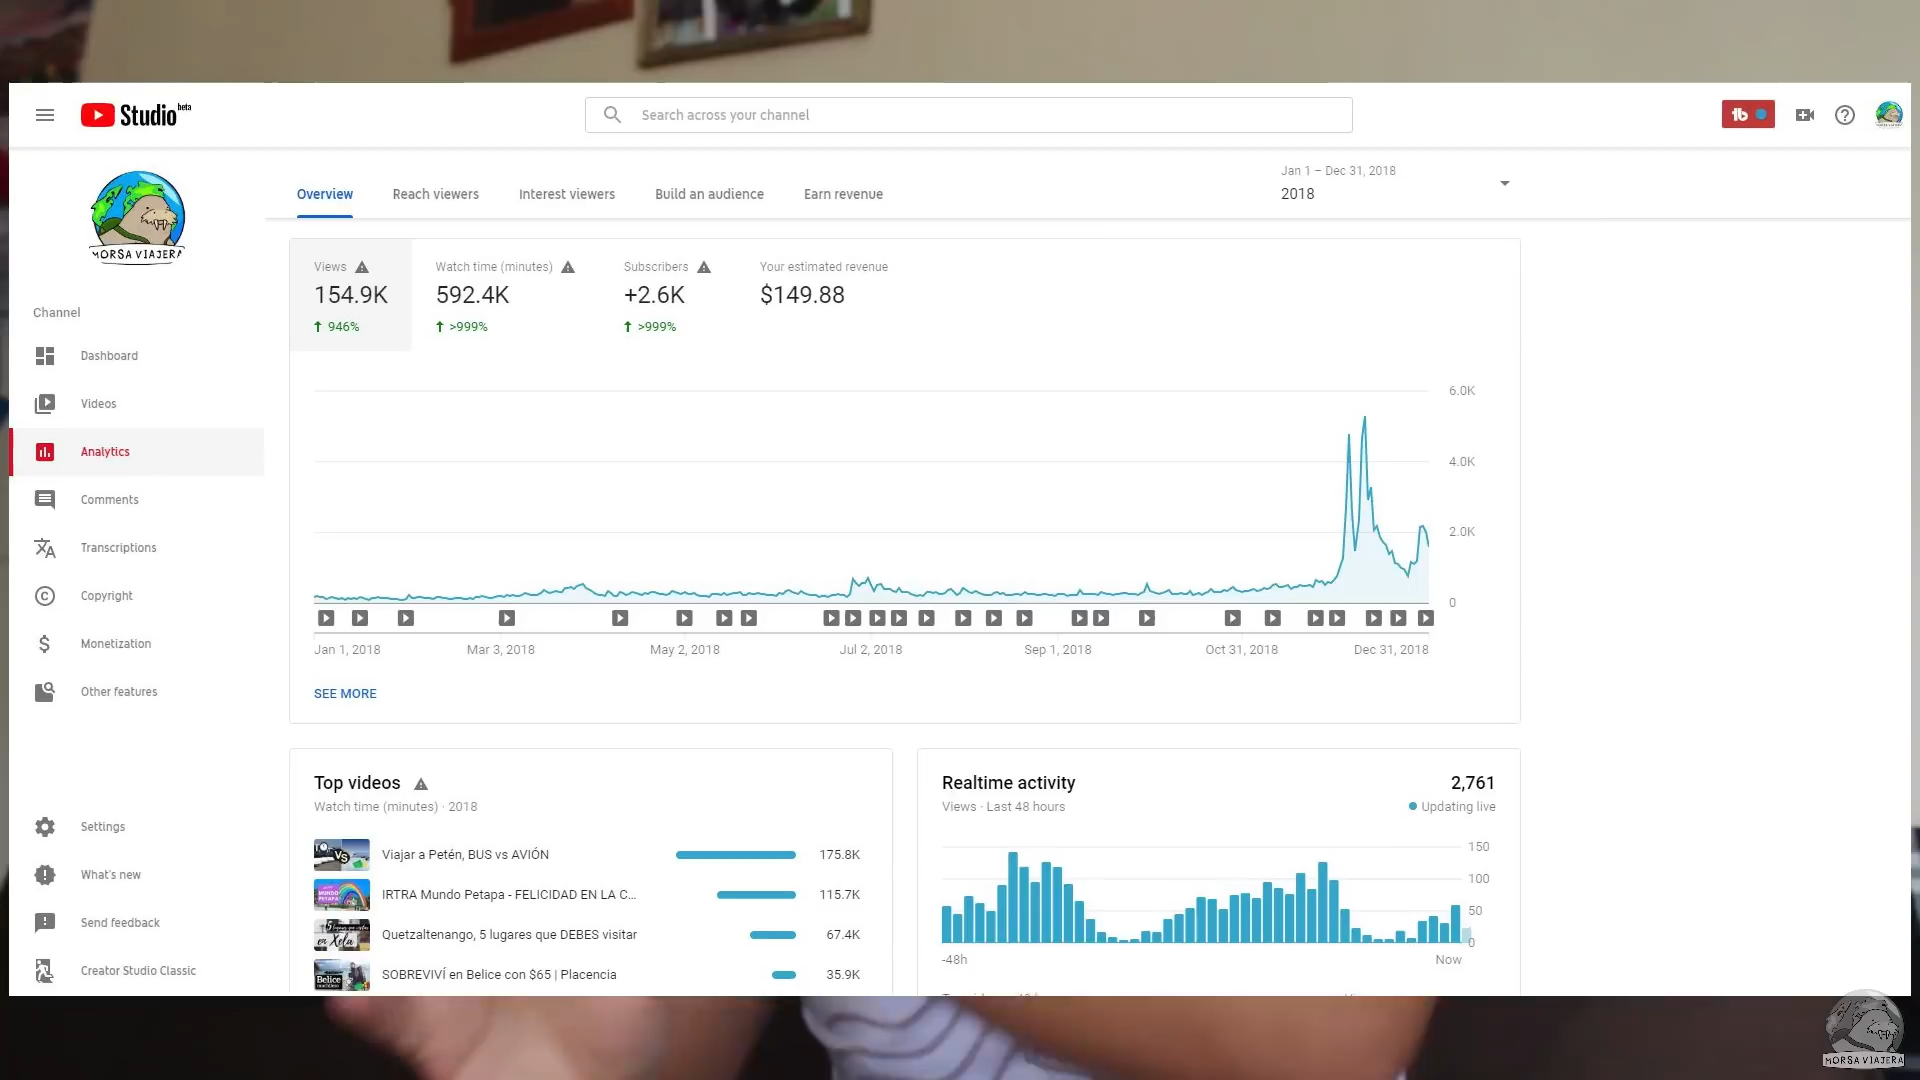 Studio beta
Search across your channel
tb
MORSA VIAJERA
Overview
Reach viewers
Interest viewers
Build an audience
Earn revenue
Jan 1 – Dec 31, 2018
2018
Channel
Dashboard
Videos
Analytics
Comments
Transcriptions
Copyright
Monetization
Other features
Settings
What's new
Send feedback
Creator Studio Classic
Views
154.9K
946%
Watch time (minutes)
592.4K
>999%
Subscribers
+2.6K
>999%
Your estimated revenue
$149.88
6.0K
4.0K
2.0K
0
Jan 1, 2018
Mar 3, 2018
May 2, 2018
Jul 2, 2018
Sep 1, 2018
Oct 31, 2018
Dec 31, 2018
SEE MORE
Top videos
Watch time (minutes) · 2018
VS
Viajar a Petén, BUS vs AVIÓN
175.8K
MUNDO
PETAPA
IRTRA Mundo Petapa - FELICIDAD EN LA C...
115.7K
en Xela
Quetzaltenango, 5 lugares que DEBES visitar
67.4K
Belice
SOBREVIVÍ en Belice con $65 | Placencia
35.9K
Realtime activity
2,761
Views · Last 48 hours
Updating live
150
100
50
0
-48h
Now
MORSA VIAJERA